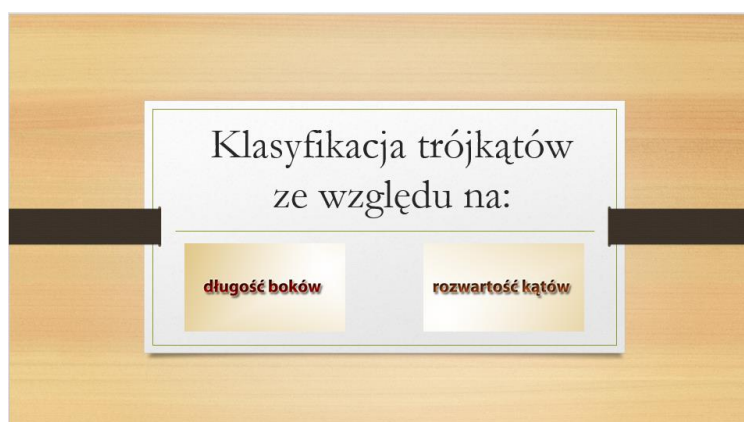 Klasyfikacja trójkątów
ze względu na:
długość boków
rozwartość kątów